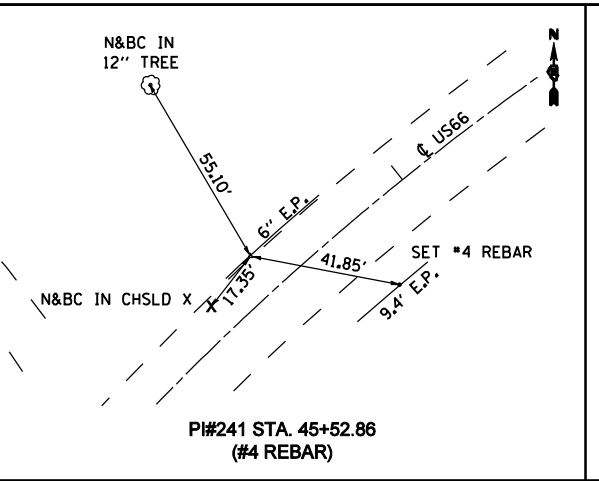 N&BC IN
12" TREE
N
℄ US66
55.10'
6" E.P.
41.85'
SET #4 REBAR
17.35'
N&BC IN CHSLD X
9.4' E.P.
PI#241 STA. 45+52.86
(#4 REBAR)